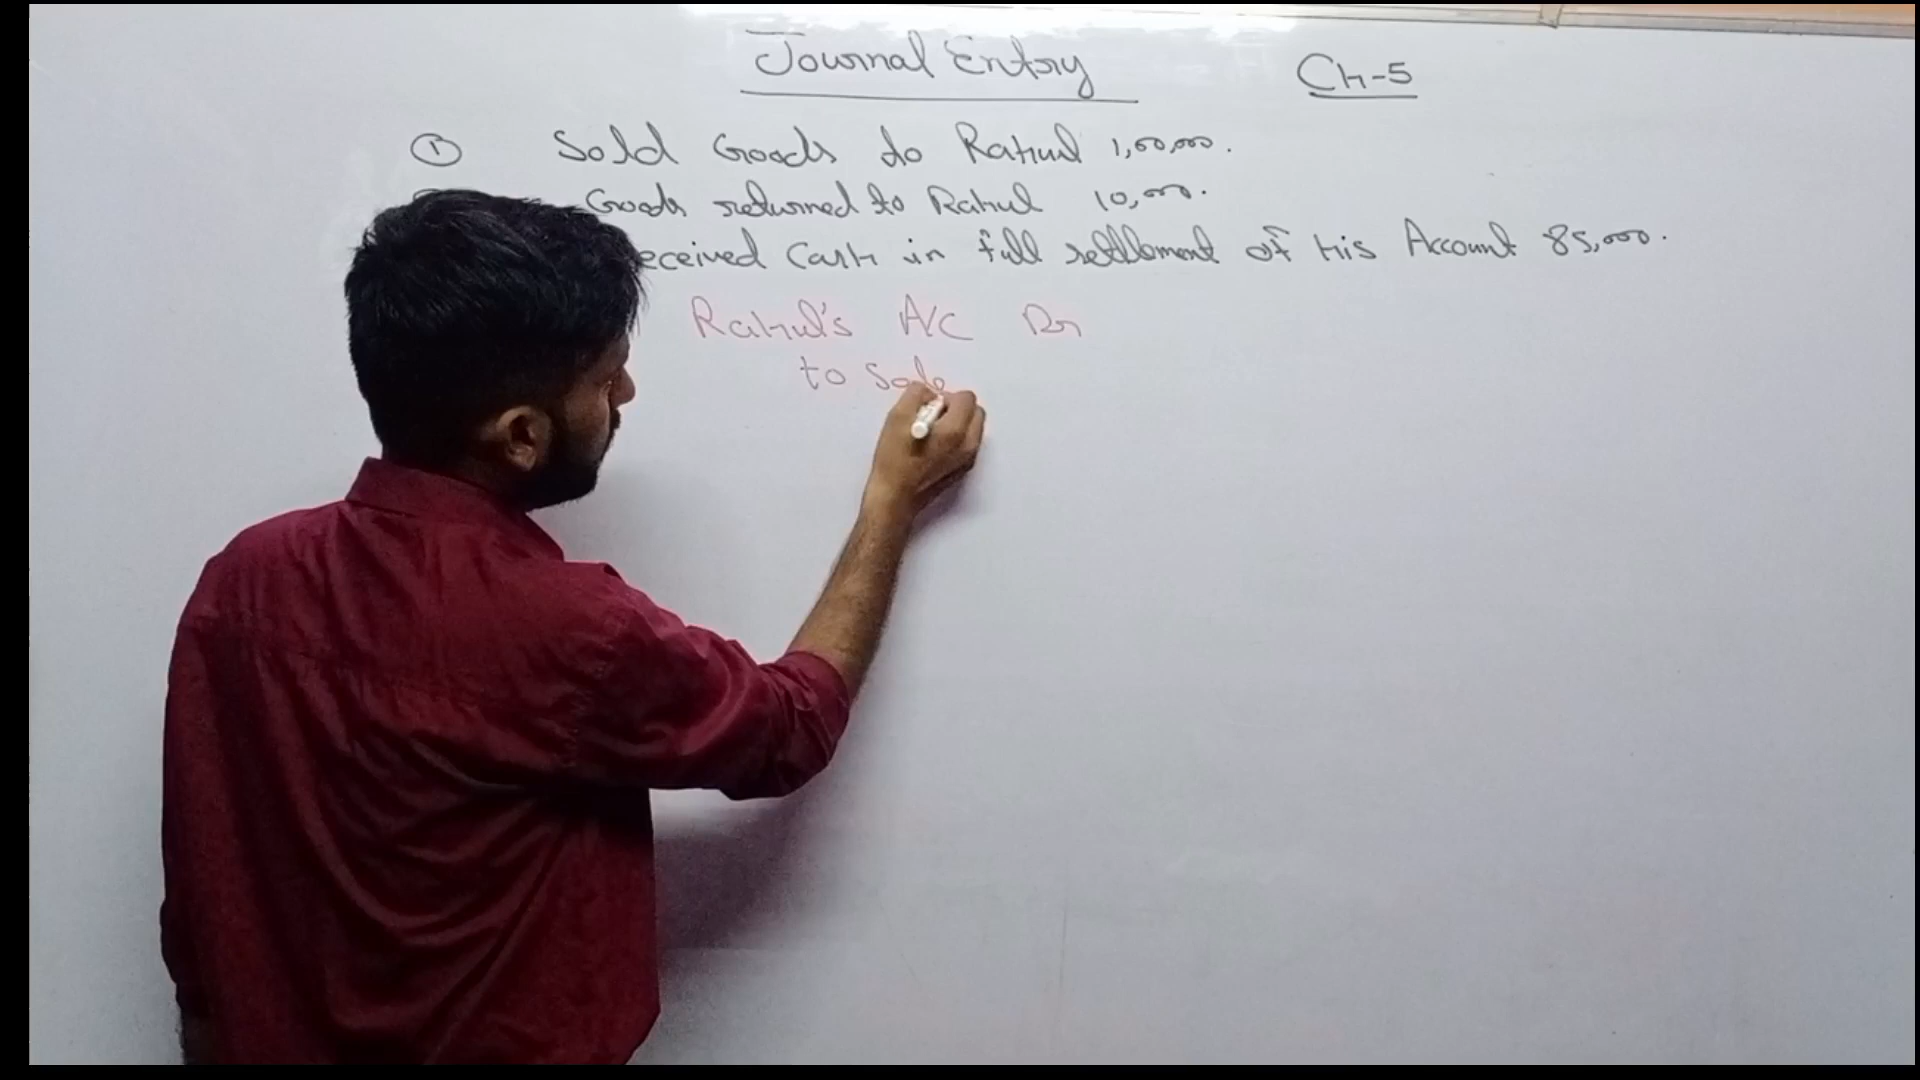 Journal Entry Ch-5
① Sold Goods to Rahul 1,00,000.
Goods returned to Rahul 10,000.
eceived Cash in full settlement of His Account 85,000.
Rahul's A/C Dr
to Sale